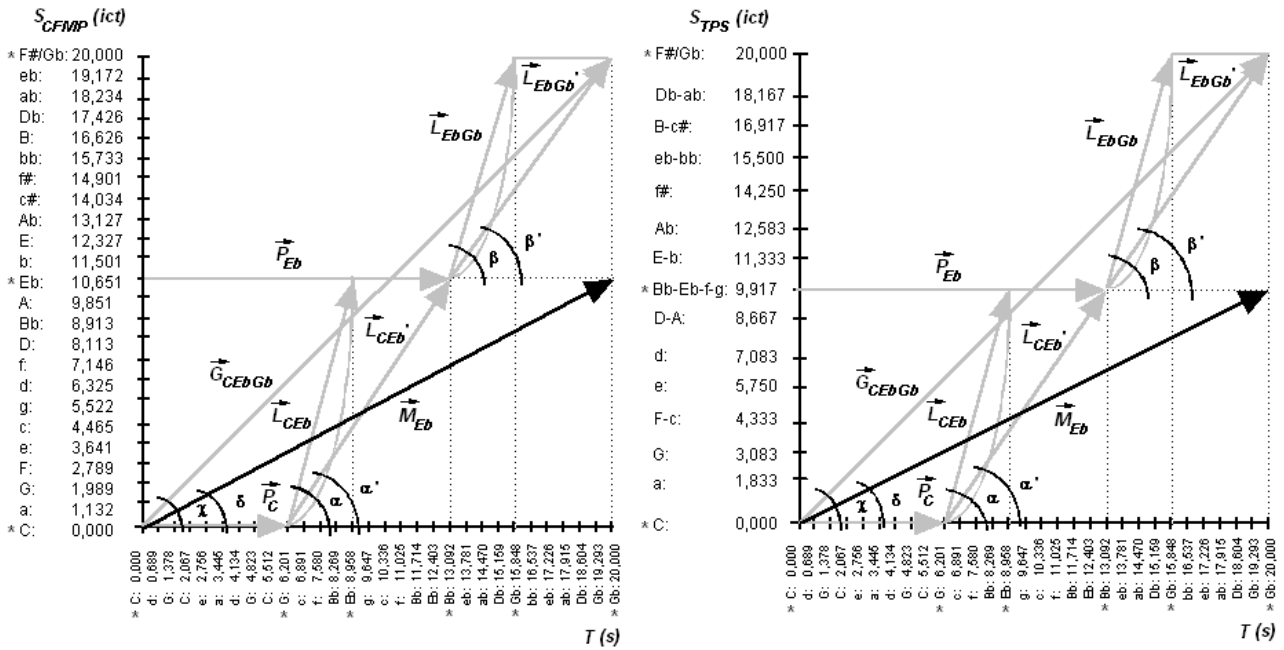 S_CFMP (ict)
* F#/Gb: 20,000
eb: 19,172
ab: 18,234
Db: 17,426
B: 16,626
bb: 15,733
f#: 14,901
c#: 14,034
Ab: 13,127
E: 12,327
b: 11,501
* Eb: 10,651
A: 9,851
Bb: 8,913
D: 8,113
f: 7,146
d: 6,325
g: 5,522
c: 4,465
e: 3,641
F: 2,789
G: 1,989
a: 1,132
* C: 0,000
L_EbGb'
L_EbGb
P_Eb
β
β'
L_CEb'
G_CEbGb
L_CEb
M_Eb
P_C
χ
δ
α
α'
* C: 0,000
d: 0,689
G: 1,378
C: 2,067
e: 2,756
a: 3,445
d: 4,134
G: 4,823
C: 5,512
* G: 6,201
c: 6,891
f: 7,580
Bb: 8,269
* Eb: 8,958
g: 9,647
c: 10,336
f: 11,025
Bb: 11,714
Eb: 12,403
* Bb: 13,092
eb: 13,781
ab: 14,470
Db: 15,159
* Gb: 15,848
bb: 16,537
eb: 17,226
ab: 17,915
Db: 18,604
Gb: 19,293
* Gb: 20,000
T (s)
S_TPS (ict)
* F#/Gb: 20,000
Db-ab: 18,167
B-c#: 16,917
eb-bb: 15,500
f#: 14,250
Ab: 12,583
E-b: 11,333
* Bb-Eb-f-g: 9,917
D-A: 8,667
d: 7,083
e: 5,750
F-c: 4,333
G: 3,083
a: 1,833
* C: 0,000
L_EbGb'
L_EbGb
P_Eb
β
β'
L_CEb'
G_CEbGb
L_CEb
M_Eb
P_C
χ
δ
α
α'
* C: 0,000
d: 0,689
G: 1,378
C: 2,067
e: 2,756
a: 3,445
d: 4,134
G: 4,823
C: 5,512
* G: 6,201
c: 6,891
f: 7,580
Bb: 8,269
* Eb: 8,958
g: 9,647
c: 10,336
f: 11,025
Bb: 11,714
Eb: 12,403
* Bb: 13,092
eb: 13,781
ab: 14,470
Db: 15,159
* Gb: 15,848
bb: 16,537
eb: 17,226
ab: 17,915
Db: 18,604
Gb: 19,293
* Gb: 20,000
T (s)